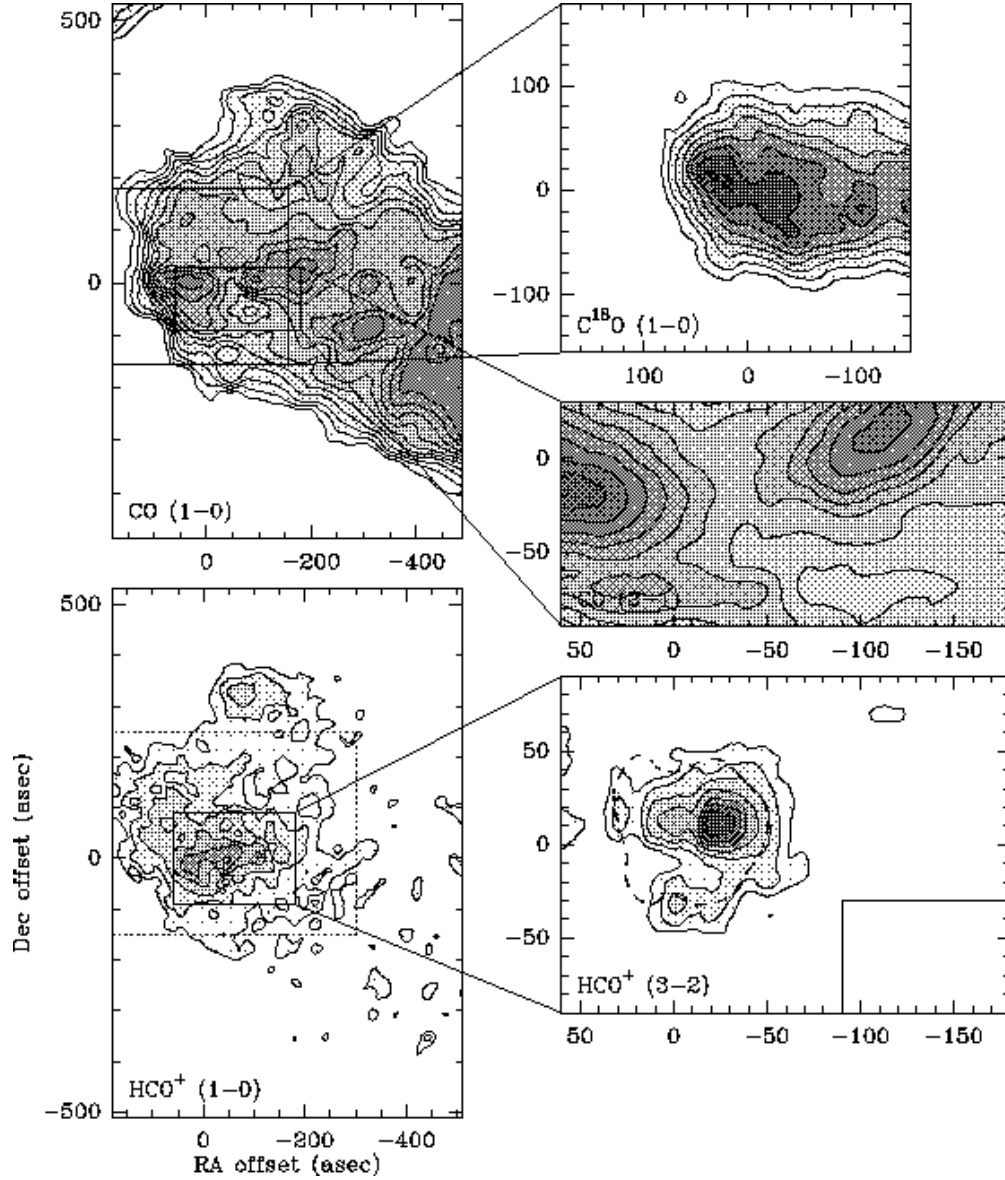 500
0
CO (1−0)
0 −200 −400
100
0
−100
C¹⁸O (1−0)
100 0 −100
0
−50
50 0 −50 −100 −150
500
0
−500
HCO⁺ (1−0)
0 −200 −400
RA offset (asec)
Dec offset (asec)
50
0
−50
HCO⁺ (3−2)
50 0 −50 −100 −150